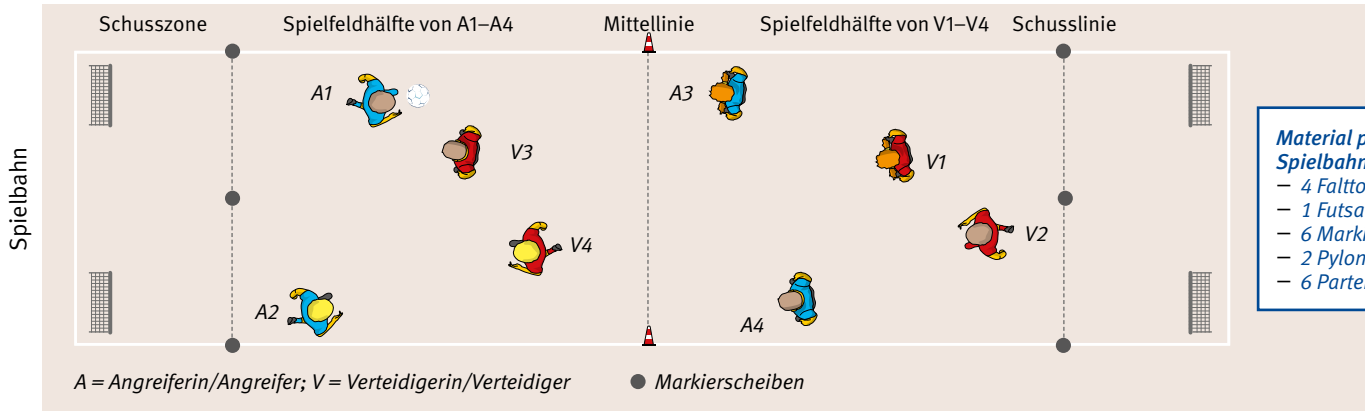 Schusszone Spielfeldhälfte von A1–A4 Mittellinie Spielfeldhälfte von V1–V4 Schusslinie
Spielbahn
A1
A3
V3
V1
V4
V2
A2
A4
Material p
Spielbahn
– 4 Faltto
– 1 Futsa
– 6 Marki
– 2 Pylon
– 6 Parte
A = Angreiferin/Angreifer; V = Verteidigerin/Verteidiger
Markierscheiben